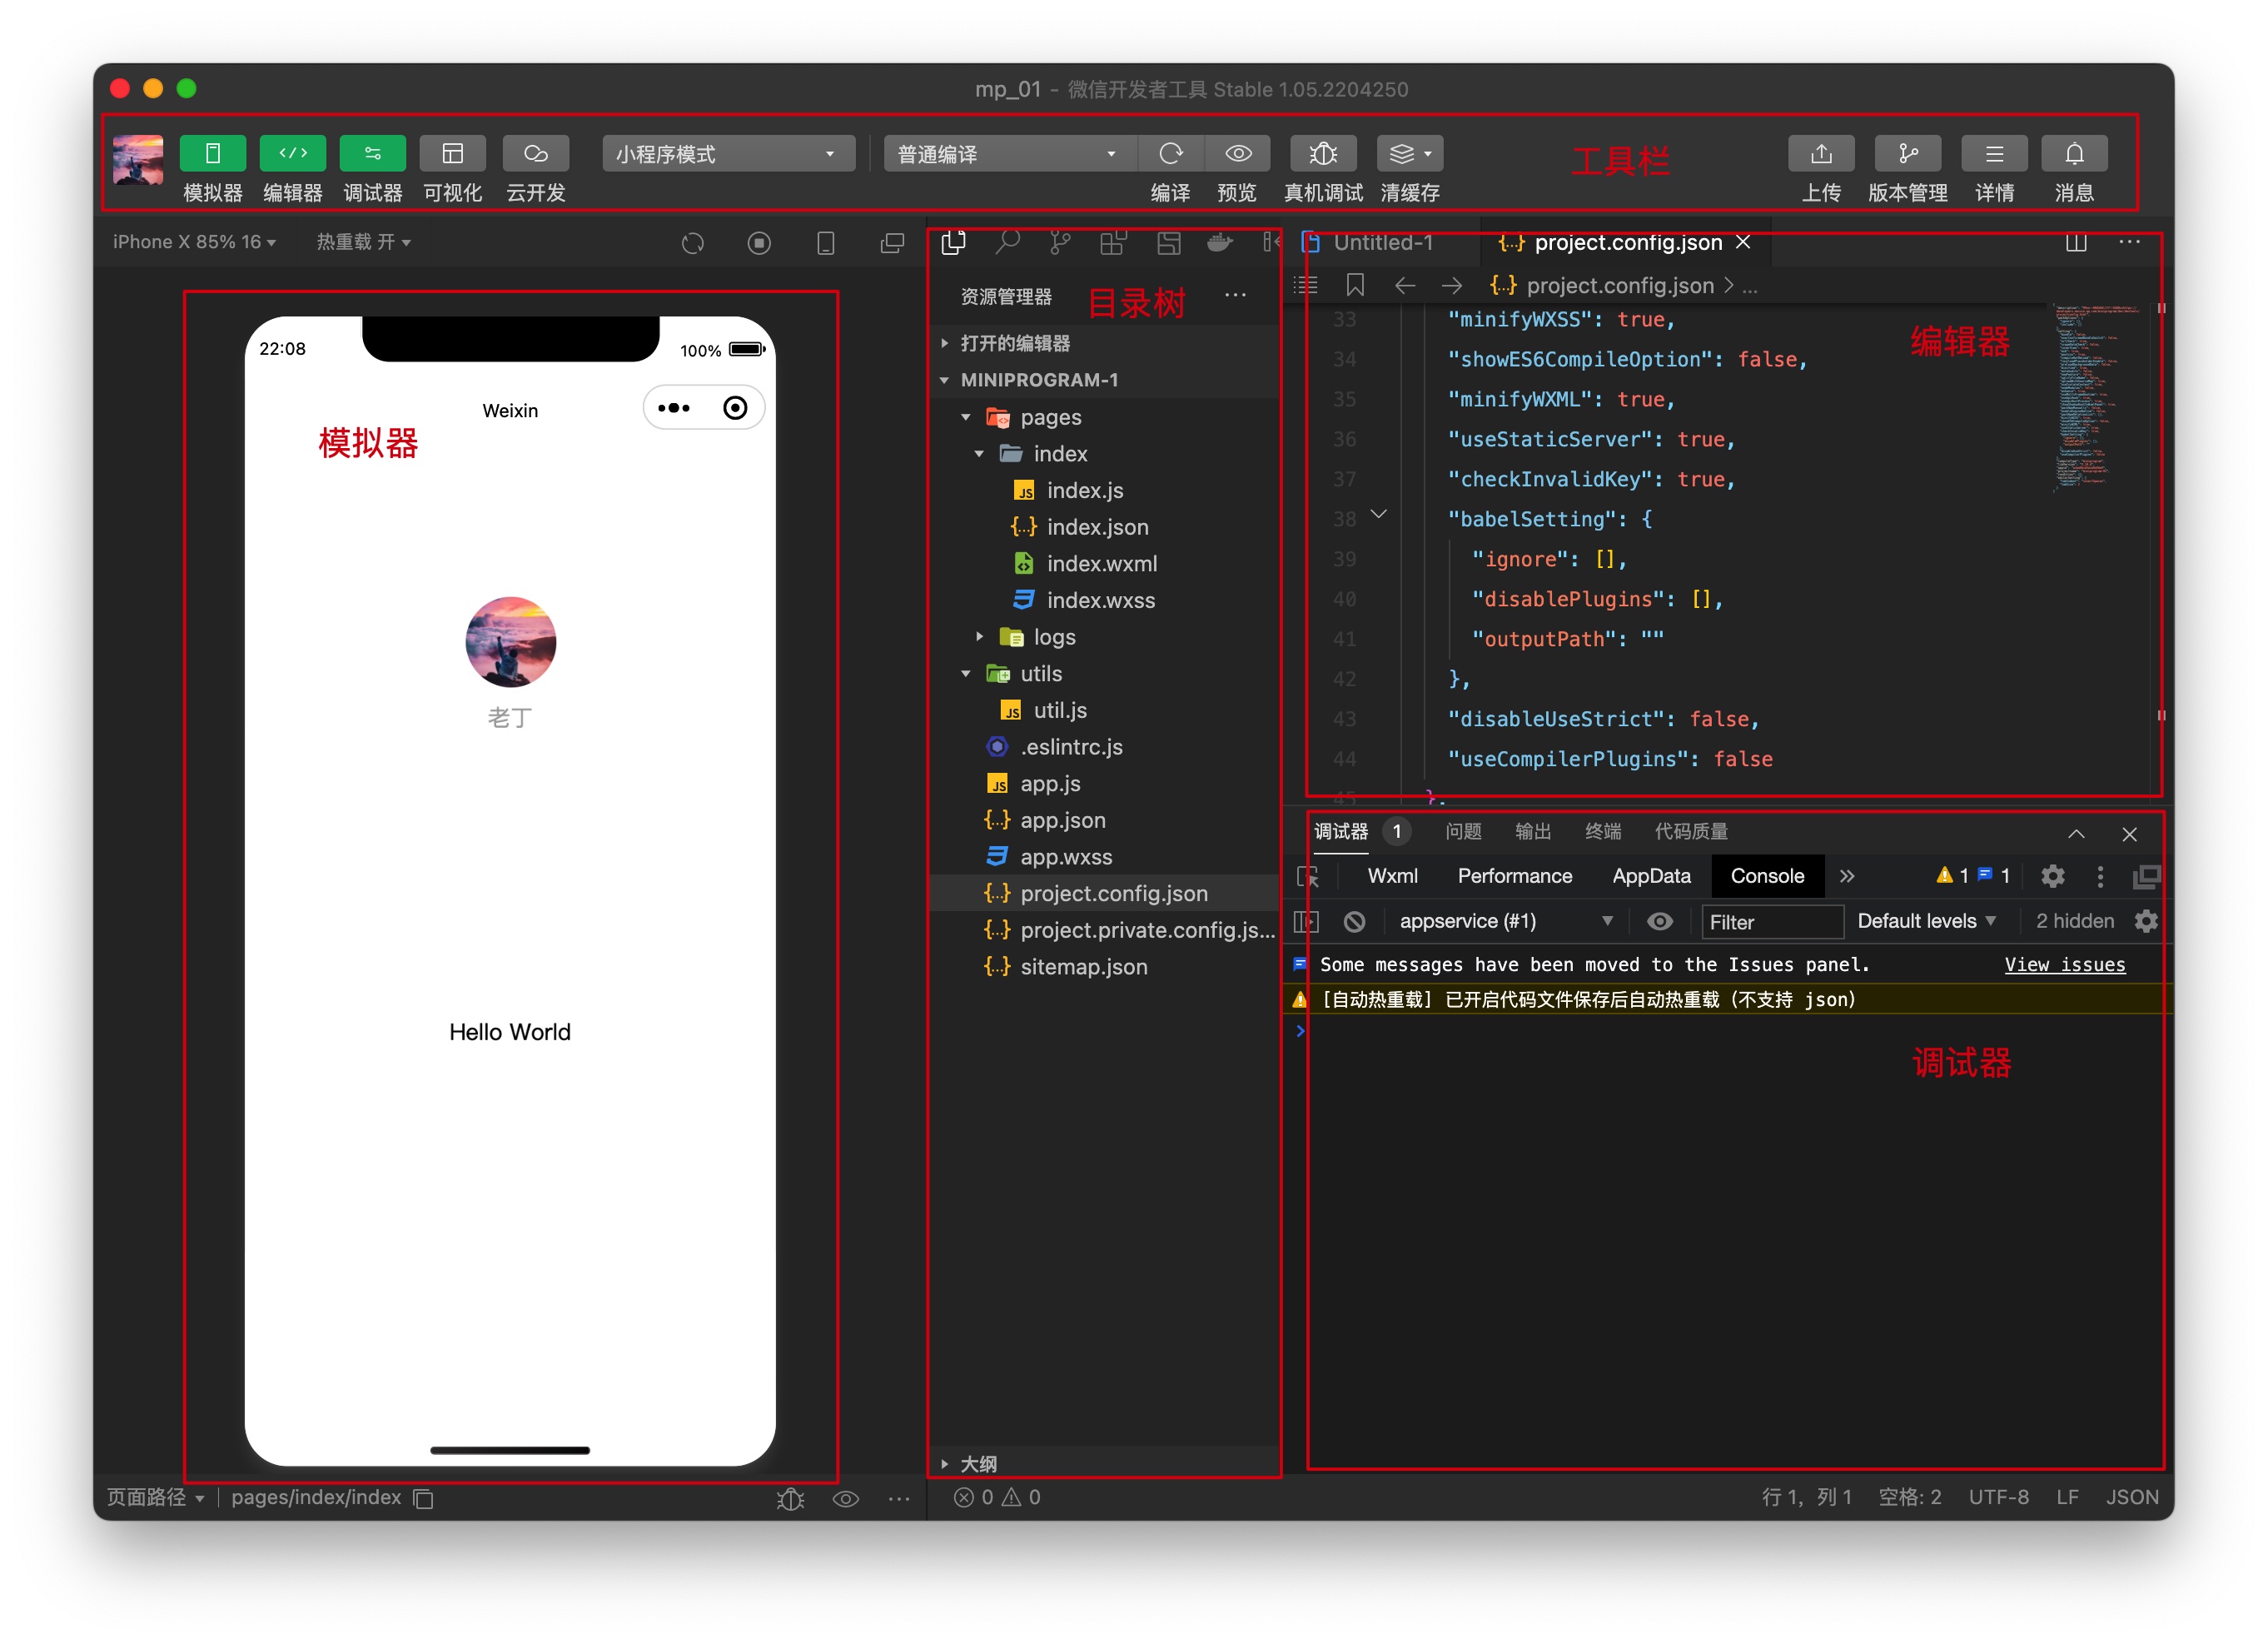 mp_01 - 微信开发者工具 Stable 1.05.2204250
模拟器 编辑器 调试器 可视化 云开发
小程序模式
普通编译
编译 预览 真机调试 清缓存
工具栏
上传 版本管理 详情 消息
iPhone X 85% 16
热重载 开
22:08
100%
Weixin
模拟器
老丁
Hello World
页面路径
pages/index/index
资源管理器
目录树
打开的编辑器
MINIPROGRAM-1
pages
index
index.js
index.json
index.wxml
index.wxss
logs
utils
util.js
.eslintrc.js
app.js
app.json
app.wxss
project.config.json
project.private.config.js...
sitemap.json
大纲
0 0
Untitled-1
{...} project.config.json
{...} project.config.json > ...
编辑器
33 "minifyWXSS": true,
34 "showES6CompileOption": false,
35 "minifyWXML": true,
36 "useStaticServer": true,
37 "checkInvalidKey": true,
38 "babelSetting": {
39 "ignore": [],
40 "disablePlugins": [],
41 "outputPath": ""
42 },
43 "disableUseStrict": false,
44 "useCompilerPlugins": false
45 },
调试器 1 问题 输出 终端 代码质量
Wxml Performance AppData Console 1 1
appservice (#1) Filter Default levels 2 hidden
Some messages have been moved to the Issues panel. View issues
[自动热重载] 已开启代码文件保存后自动热重载（不支持 json）
调试器
行 1，列 1 空格: 2 UTF-8 LF JSON